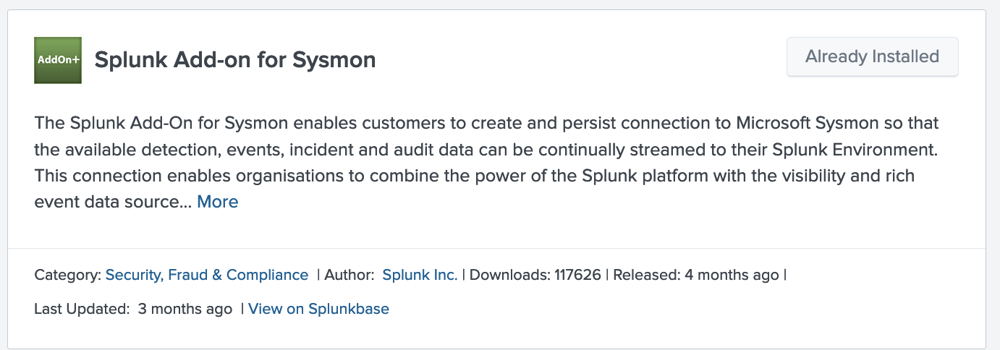 AddOn+
Splunk Add-on for Sysmon
Already Installed
The Splunk Add-On for Sysmon enables customers to create and persist connection to Microsoft Sysmon so that
the available detection, events, incident and audit data can be continually streamed to their Splunk Environment.
This connection enables organisations to combine the power of the Splunk platform with the visibility and rich
event data source... More
Category: Security, Fraud & Compliance | Author: Splunk Inc. | Downloads: 117626 | Released: 4 months ago |
Last Updated: 3 months ago | View on Splunkbase